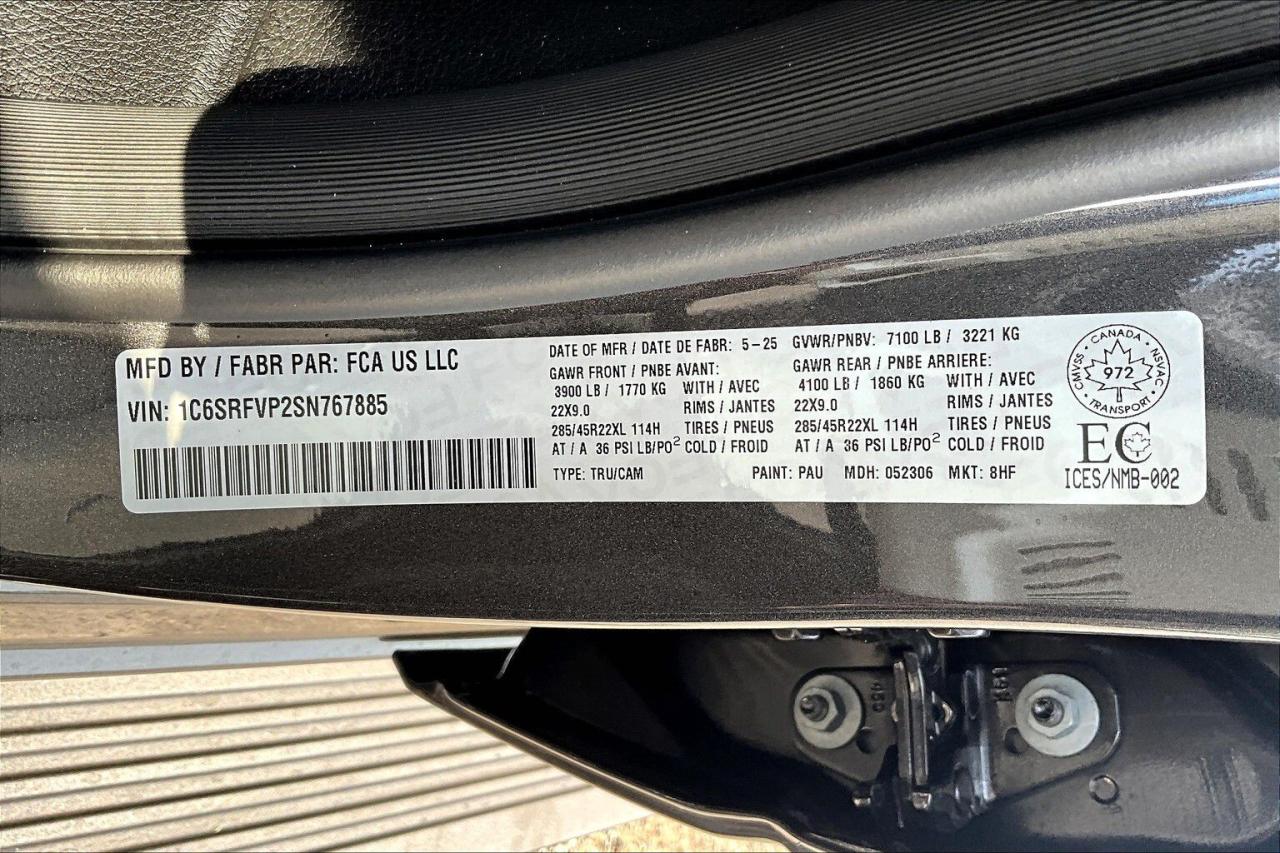 MFD BY / FABR PAR: FCA US LLC
VIN: 1C6SRFVP2SN767885
DATE OF MFR / DATE DE FABR: 5-25
GAWR FRONT / PNBE AVANT:
3900 LB / 1770 KG WITH / AVEC
22X9.0 RIMS / JANTES
285/45R22XL 114H TIRES / PNEUS
AT / A 36 PSI LB/PO² COLD / FROID
TYPE: TRU/CAM
GVWR/PNBV: 7100 LB / 3221 KG
GAWR REAR / PNBE ARRIERE:
4100 LB / 1860 KG WITH / AVEC
22X9.0 RIMS / JANTES
285/45R22XL 114H TIRES / PNEUS
AT / A 36 PSI LB/PO² COLD / FROID
PAINT: PAU MDH: 052306 MKT: 8HF
CANADA
CMVSS 972 NSVAC
TRANSPORT
EC
ICES/NMB-002